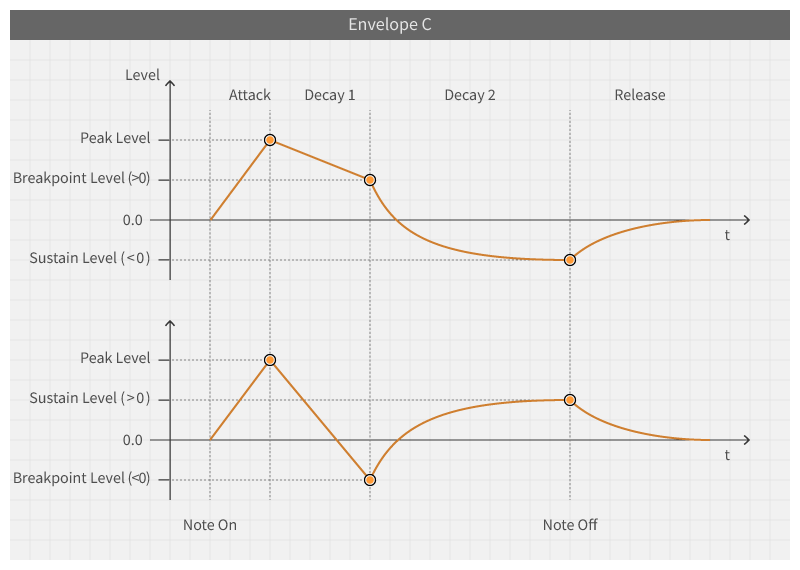 Envelope C
Level
Attack Decay 1 Decay 2 Release
Peak Level
Breakpoint Level (>0)
0.0
t
Sustain Level (<0)
Peak Level
Sustain Level (>0)
0.0
t
Breakpoint Level (<0)
Note On Note Off